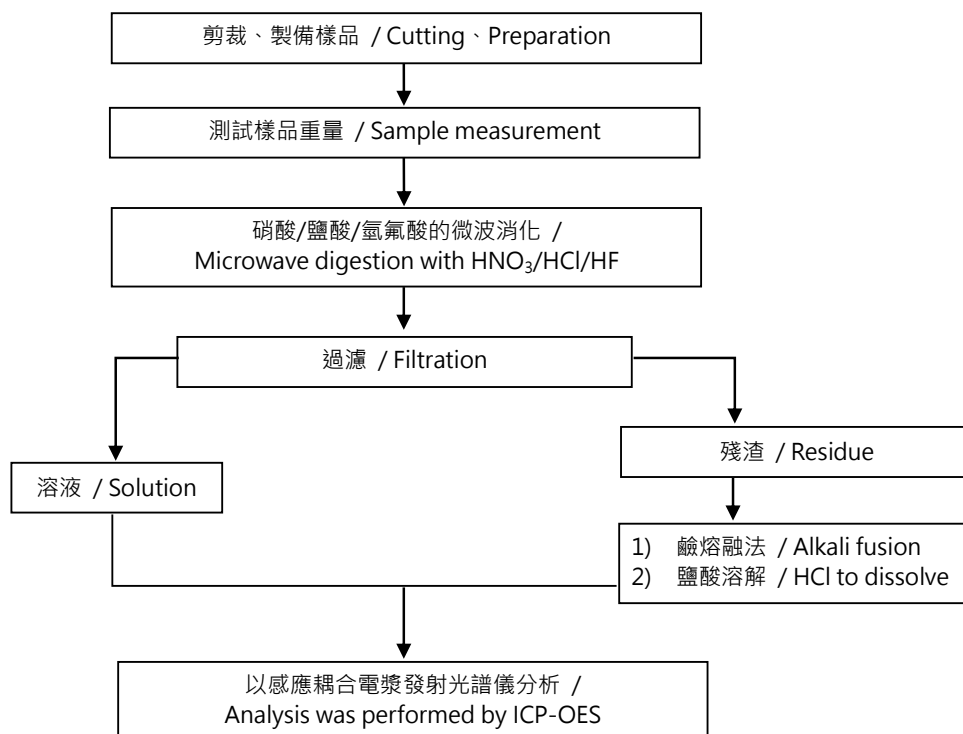 剪裁、製備樣品 / Cutting、Preparation
測試樣品重量 / Sample measurement
硝酸/鹽酸/氫氟酸的微波消化 /
Microwave digestion with HNO₃/HCl/HF
過濾 / Filtration
溶液 / Solution
殘渣 / Residue
1) 鹼熔融法 / Alkali fusion
2) 鹽酸溶解 / HCl to dissolve
以感應耦合電漿發射光譜儀分析 /
Analysis was performed by ICP-OES